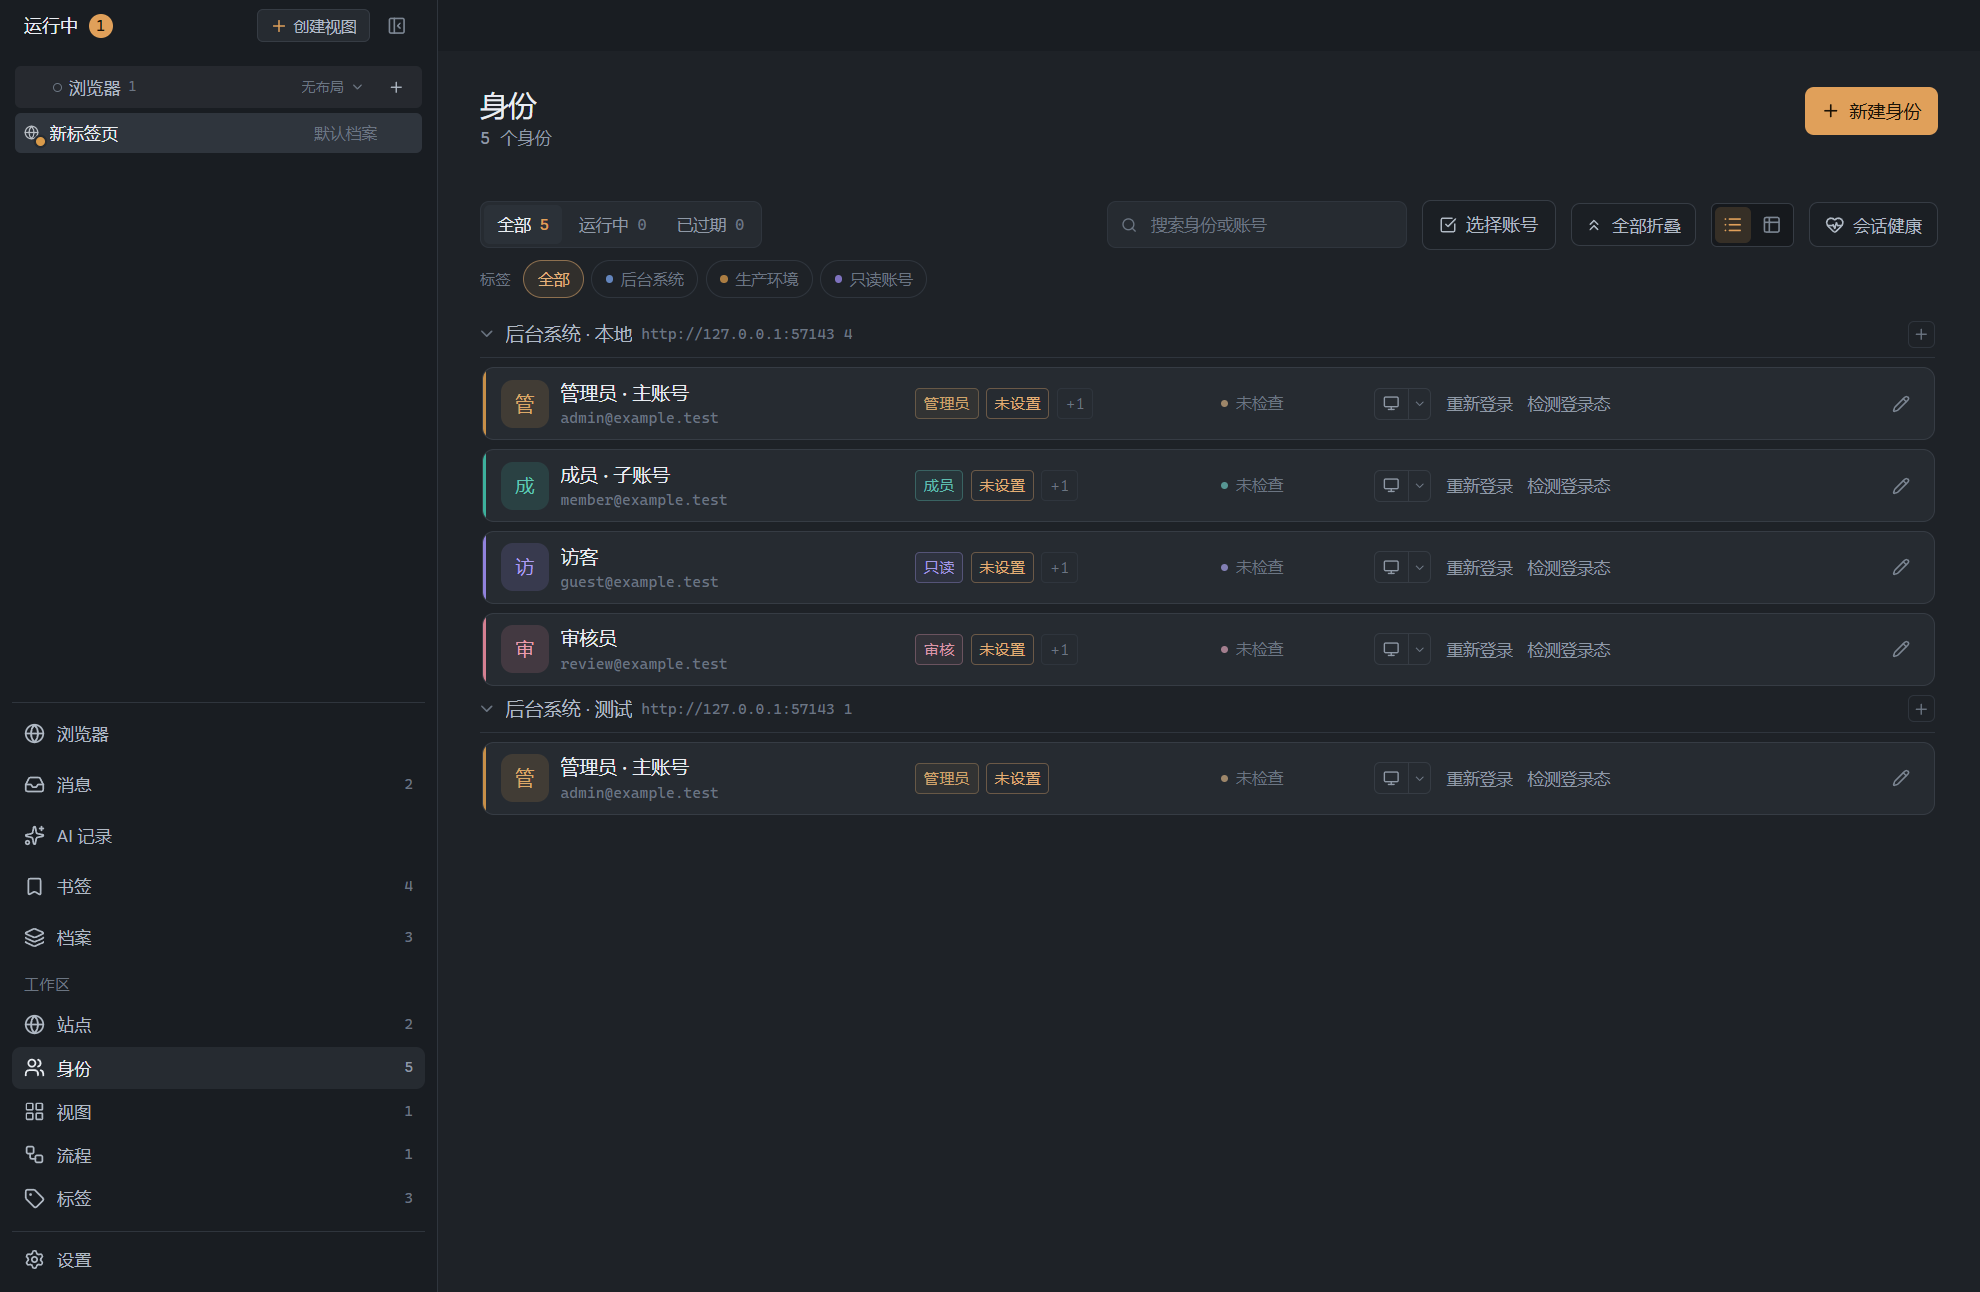 运行中 1
创建视图
浏览器 1 无布局
新标签页 默认档案
浏览器
消息 2
AI 记录
书签 4
档案 3
工作区
站点 2
身份 5
视图 1
流程 1
标签 3
设置
身份
5 个身份
新建身份
全部 5 运行中 0 已过期 0
搜索身份或账号
选择账号
全部折叠
会话健康
标签 全部 后台系统 生产环境 只读账号
后台系统 · 本地 http://127.0.0.1:57143 4
管 管理员 · 主账号
admin@example.test
管理员 未设置 +1 未检查 重新登录 检测登录态
成 成员 · 子账号
member@example.test
成员 未设置 +1 未检查 重新登录 检测登录态
访 访客
guest@example.test
只读 未设置 +1 未检查 重新登录 检测登录态
审 审核员
review@example.test
审核 未设置 +1 未检查 重新登录 检测登录态
后台系统 · 测试 http://127.0.0.1:57143 1
管 管理员 · 主账号
admin@example.test
管理员 未设置 未检查 重新登录 检测登录态